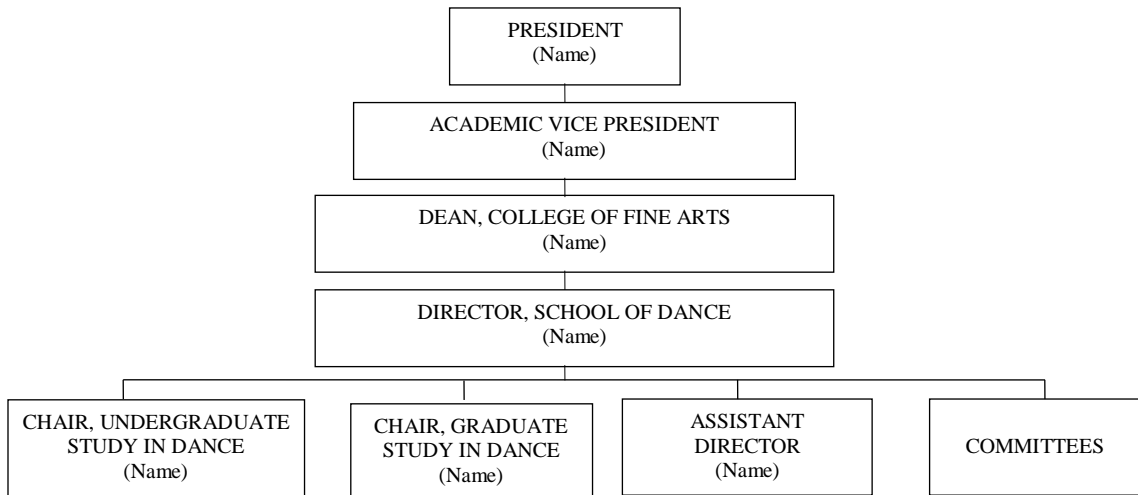 PRESIDENT
(Name)
ACADEMIC VICE PRESIDENT
(Name)
DEAN, COLLEGE OF FINE ARTS
(Name)
DIRECTOR, SCHOOL OF DANCE
(Name)
CHAIR, UNDERGRADUATE
STUDY IN DANCE
(Name)
CHAIR, GRADUATE
STUDY IN DANCE
(Name)
ASSISTANT
DIRECTOR
(Name)
COMMITTEES